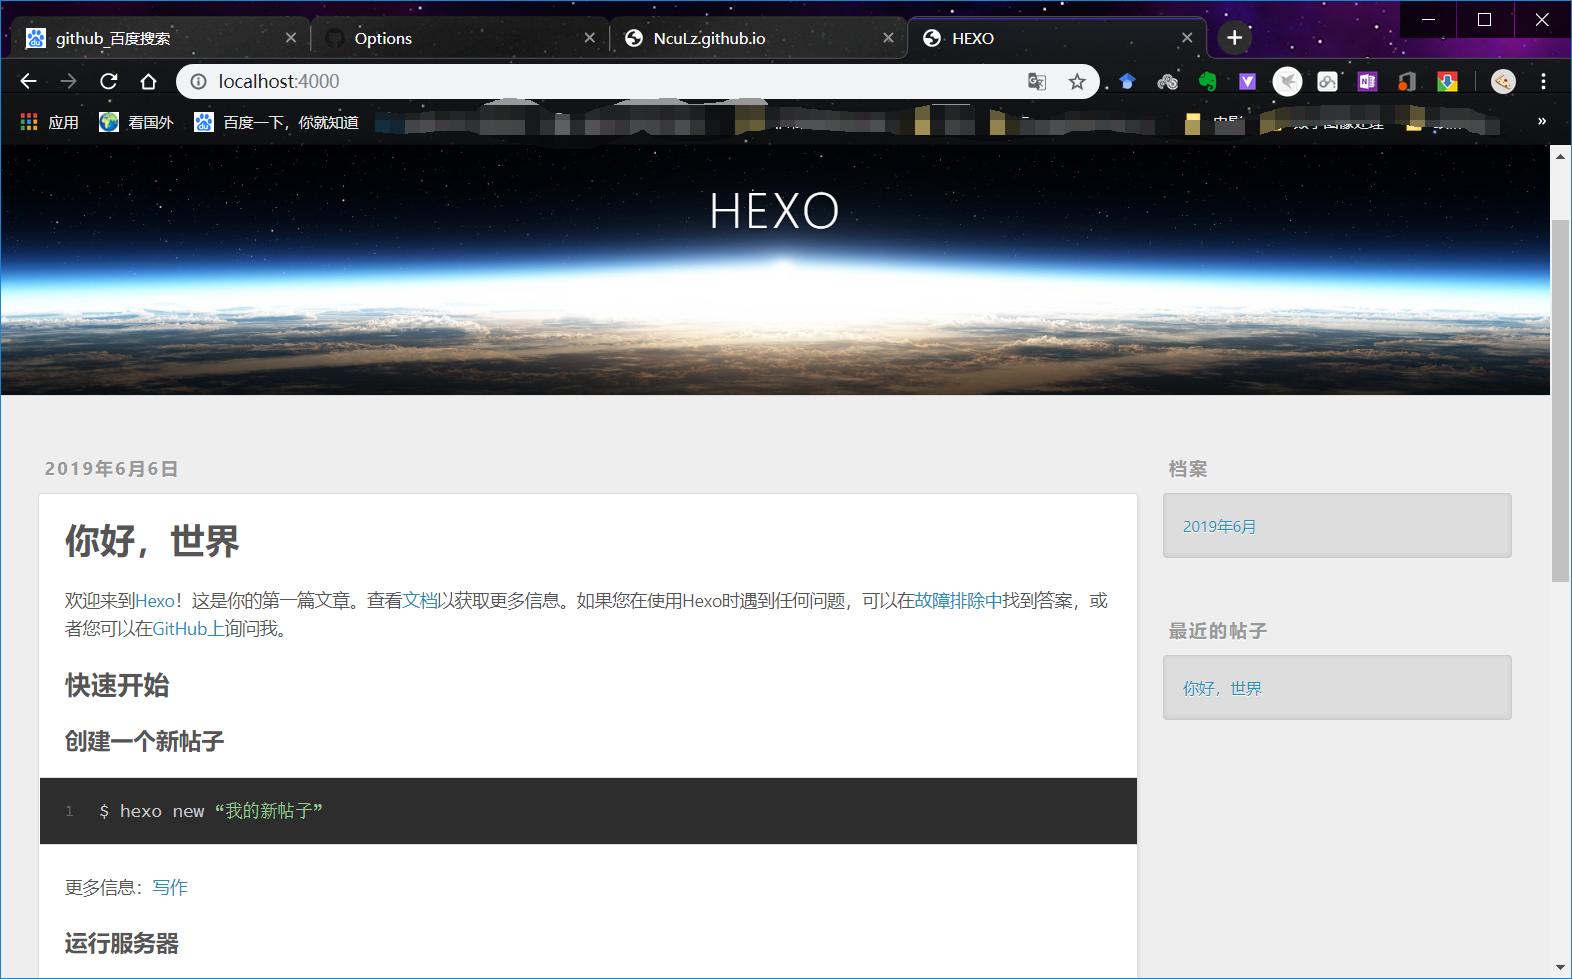 github_百度搜索
Options
NcuLz.github.io
HEXO
localhost:4000
应用
看国外
百度一下，你就知道
HEXO
2019年6月6日
你好，世界
欢迎来到Hexo！这是你的第一篇文章。查看文档以获取更多信息。如果您在使用Hexo时遇到任何问题，可以在故障排除中找到答案，或
者您可以在GitHub上询问我。
快速开始
创建一个新帖子
1 $ hexo new “我的新帖子”
更多信息：写作
运行服务器
档案
2019年6月
最近的帖子
你好，世界